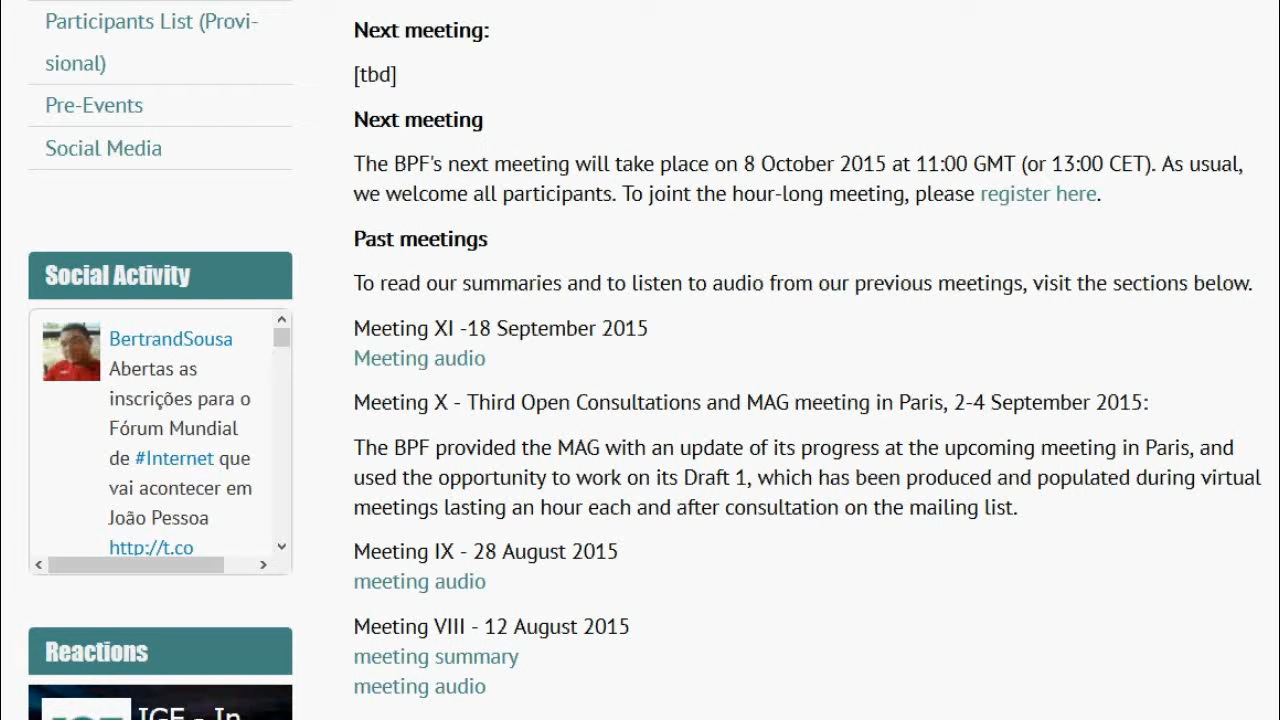 Participants List (Provi-
sional)
Pre-Events
Social Media
Social Activity
BertrandSousa
Abertas as
inscrições para o
Fórum Mundial
de #Internet que
vai acontecer em
João Pessoa
http://t.co
Reactions
IGF - In
Next meeting:
[tbd]
Next meeting
The BPF's next meeting will take place on 8 October 2015 at 11:00 GMT (or 13:00 CET). As usual,
we welcome all participants. To joint the hour-long meeting, please register here.
Past meetings
To read our summaries and to listen to audio from our previous meetings, visit the sections below.
Meeting XI -18 September 2015
Meeting audio
Meeting X - Third Open Consultations and MAG meeting in Paris, 2-4 September 2015:
The BPF provided the MAG with an update of its progress at the upcoming meeting in Paris, and
used the opportunity to work on its Draft 1, which has been produced and populated during virtual
meetings lasting an hour each and after consultation on the mailing list.
Meeting IX - 28 August 2015
meeting audio
Meeting VIII - 12 August 2015
meeting summary
meeting audio